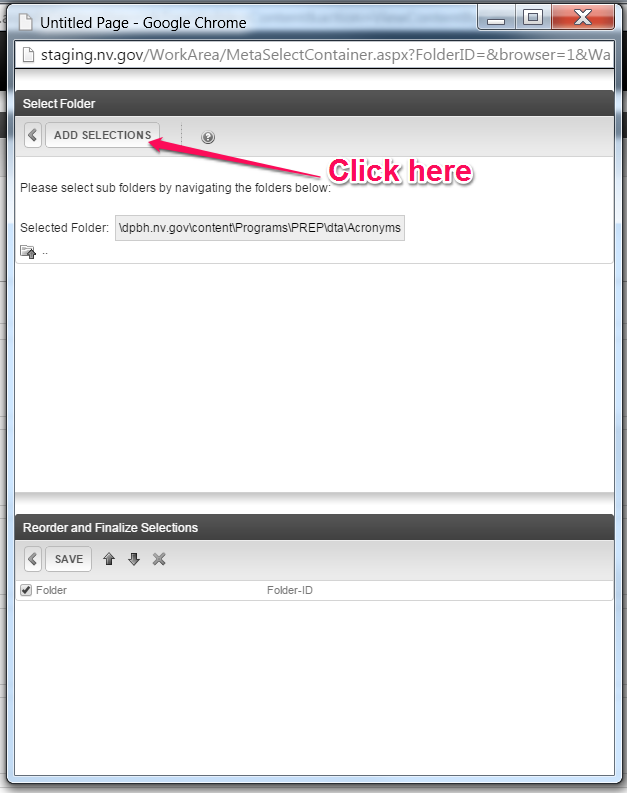 Untitled Page - Google Chrome
staging.nv.gov/WorkArea/MetaSelectContainer.aspx?FolderID=&browser=1&Wa
Select Folder
ADD SELECTIONS
Click here
Please select sub folders by navigating the folders below:
Selected Folder: \dpbh.nv.gov\content\Programs\PREP\dta\Acronyms
..
Reorder and Finalize Selections
SAVE
Folder Folder-ID